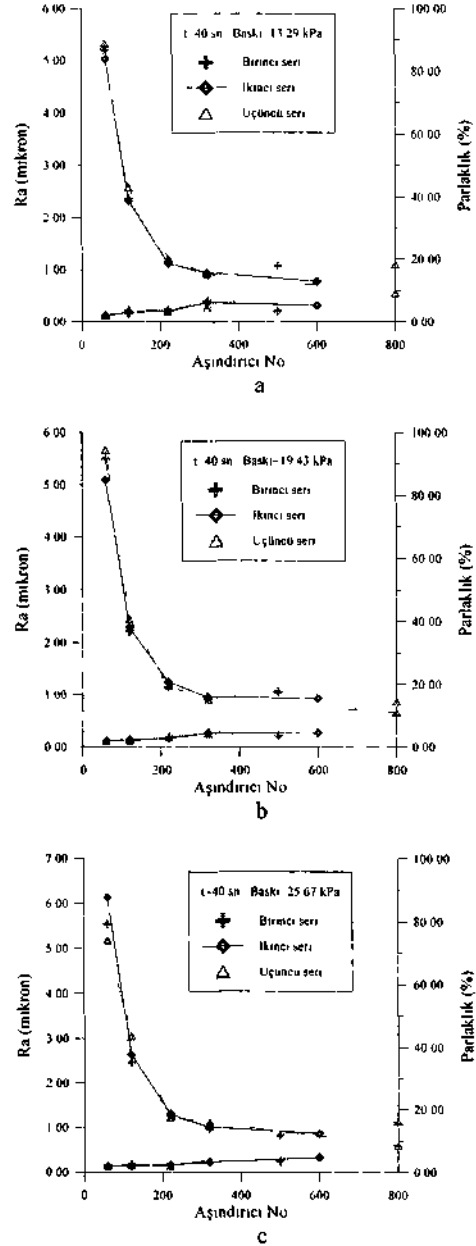 t=40 sn Baskı=13 29 kPa
Birinci seri
İkinci seri
Üçüncü seri
Ra (mikron)
Parlaklık (%)
6 00
5 00
4 00
3 00
2 00
1 00
0 00
100 00
80 00
60 00
40 00
20 00
0 00
0
200
400
600
800
Aşındırıcı No
a
t=40 sn Baskı=19 43 kPa
Birinci seri
İkinci seri
Üçüncü seri
Ra (mikron)
Parlaklık (%)
6 00
5 00
4 00
3 00
2 00
1 00
0 00
100 00
80 00
60 00
40 00
20 00
0 00
0
200
400
600
800
Aşındırıcı No
b
t=40 sn Baskı 25 67 kPa
Birinci seri
İkinci seri
Üçüncü seri
Ra (mikron)
Parlaklık (%)
7 00
6 00
5 00
4 00
3 00
2 00
1 00
0 00
100 00
80 00
60 00
40 00
20 00
0 00
0
200
400
600
800
Aşındırıcı No
c